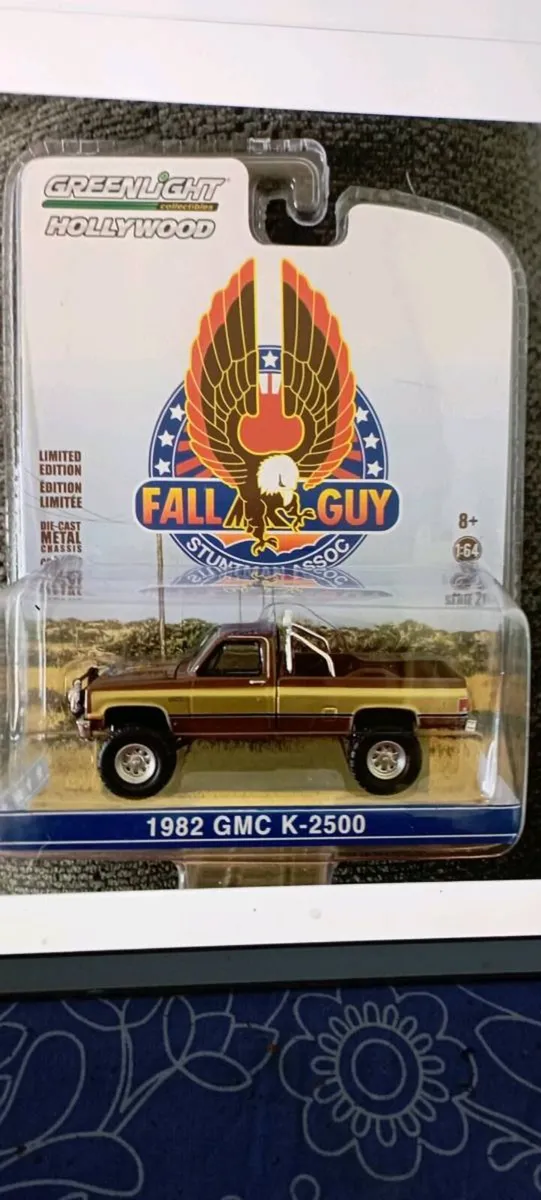 GREENLIGHT
collectibles
HOLLYWOOD
FALL GUY
STUNTMAN ASSOC
LIMITED
EDITION
ÉDITION
LIMITÉE
DIE-CAST
METAL
CHASSIS
8+
1:64
1982 GMC K-2500